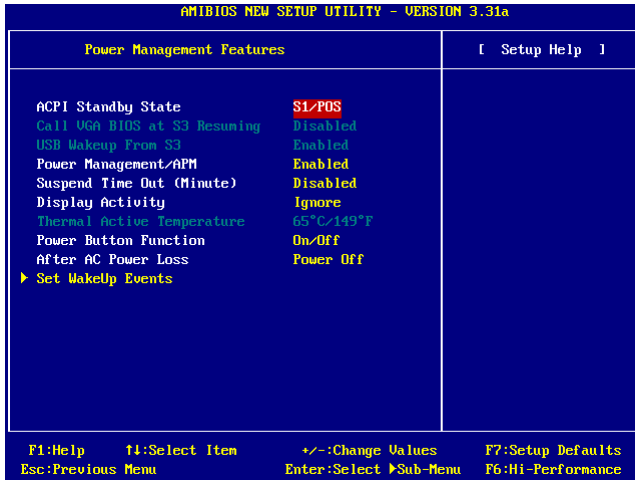 AMIBIOS NEW SETUP UTILITY - VERSION 3.31a
Power Management Features
[ Setup Help ]
ACPI Standby State S1/POS
Call VGA BIOS at S3 Resuming Disabled
USB Wakeup From S3 Enabled
Power Management/APM Enabled
Suspend Time Out (Minute) Disabled
Display Activity Ignore
Thermal Active Temperature 65°C/149°F
Power Button Function On/Off
After AC Power Loss Power Off
Set WakeUp Events
F1:Help ↑↓:Select Item +/-:Change Values F7:Setup Defaults
Esc:Previous Menu Enter:Select ▶Sub-Menu F6:Hi-Performance